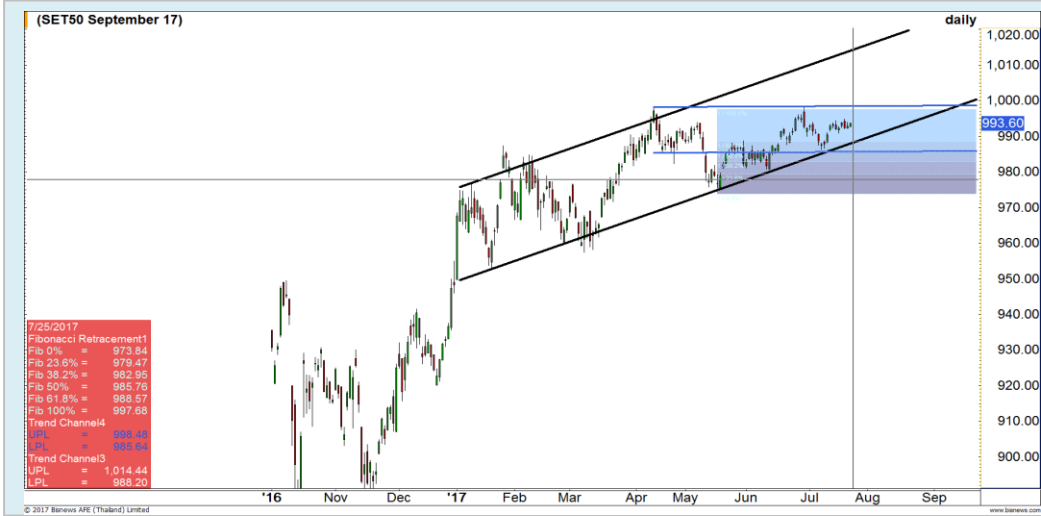 (SET50 September 17) daily
1,020.00
1,010.00
1,000.00
993.60
990.00
980.00
970.00
960.00
950.00
940.00
930.00
920.00
910.00
900.00
7/25/2017
Fibonacci Retracement1
Fib 0% = 973.84
Fib 23.6% = 979.47
Fib 38.2% = 982.95
Fib 50% = 985.76
Fib 61.8% = 988.57
Fib 100% = 997.68
Trend Channel4
UPL = 998.48
LPL = 985.64
Trend Channel3
UPL = 1,014.44
LPL = 988.20
'16 Nov Dec '17 Feb Mar Apr May Jun Jul Aug Sep
© 2017 Bisnews AFE (Thailand) Limited www.bisnews.com